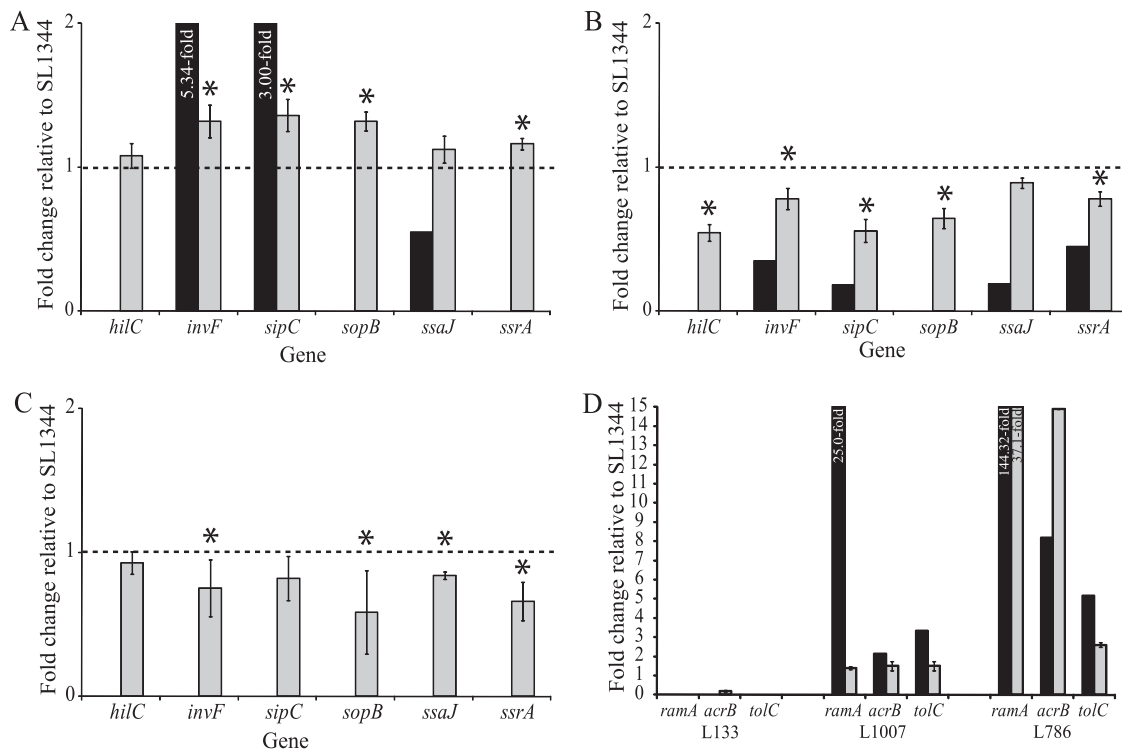 A
Fold change relative to SL1344
2
1
0
5.34-fold
3.00-fold
*
*
*
*
hilC invF sipC sopB ssaJ ssrA
Gene
B
Fold change relative to SL1344
2
1
0
*
*
*
*
*
hilC invF sipC sopB ssaJ ssrA
Gene
C
Fold change relative to SL1344
2
1
0
*
*
*
*
hilC invF sipC sopB ssaJ ssrA
Gene
D
Fold change relative to SL1344
15
14
13
12
11
10
9
8
7
6
5
4
3
2
1
0
25.0-fold
144.32-fold
37.1-fold
ramA acrB tolC ramA acrB tolC ramA acrB tolC
L133 L1007 L786